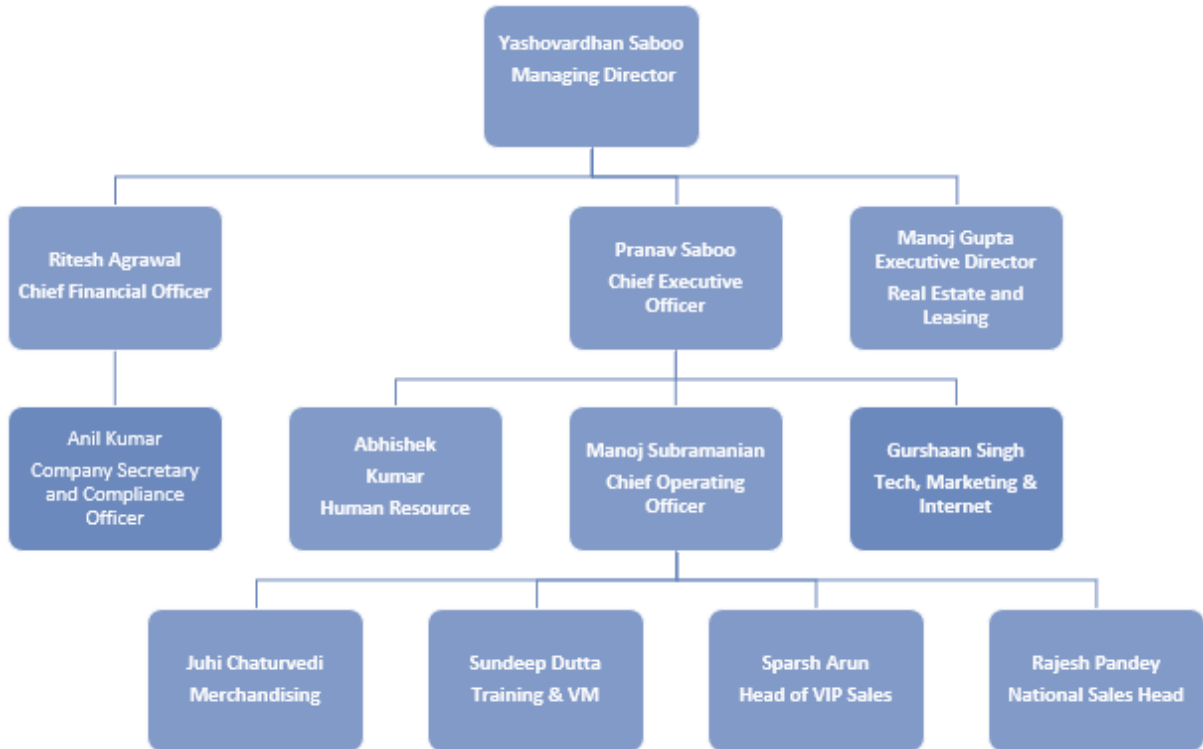 Yashovardhan Saboo
Managing Director
Ritesh Agrawal
Chief Financial Officer
Pranav Saboo
Chief Executive
Officer
Manoj Gupta
Executive Director
Real Estate and
Leasing
Anil Kumar
Company Secretary
and Compliance
Officer
Abhishek
Kumar
Human Resource
Manoj Subramanian
Chief Operating
Officer
Gurshaan Singh
Tech, Marketing &
Internet
Juhi Chaturvedi
Merchandising
Sundeep Dutta
Training & VM
Sparsh Arun
Head of VIP Sales
Rajesh Pandey
National Sales Head